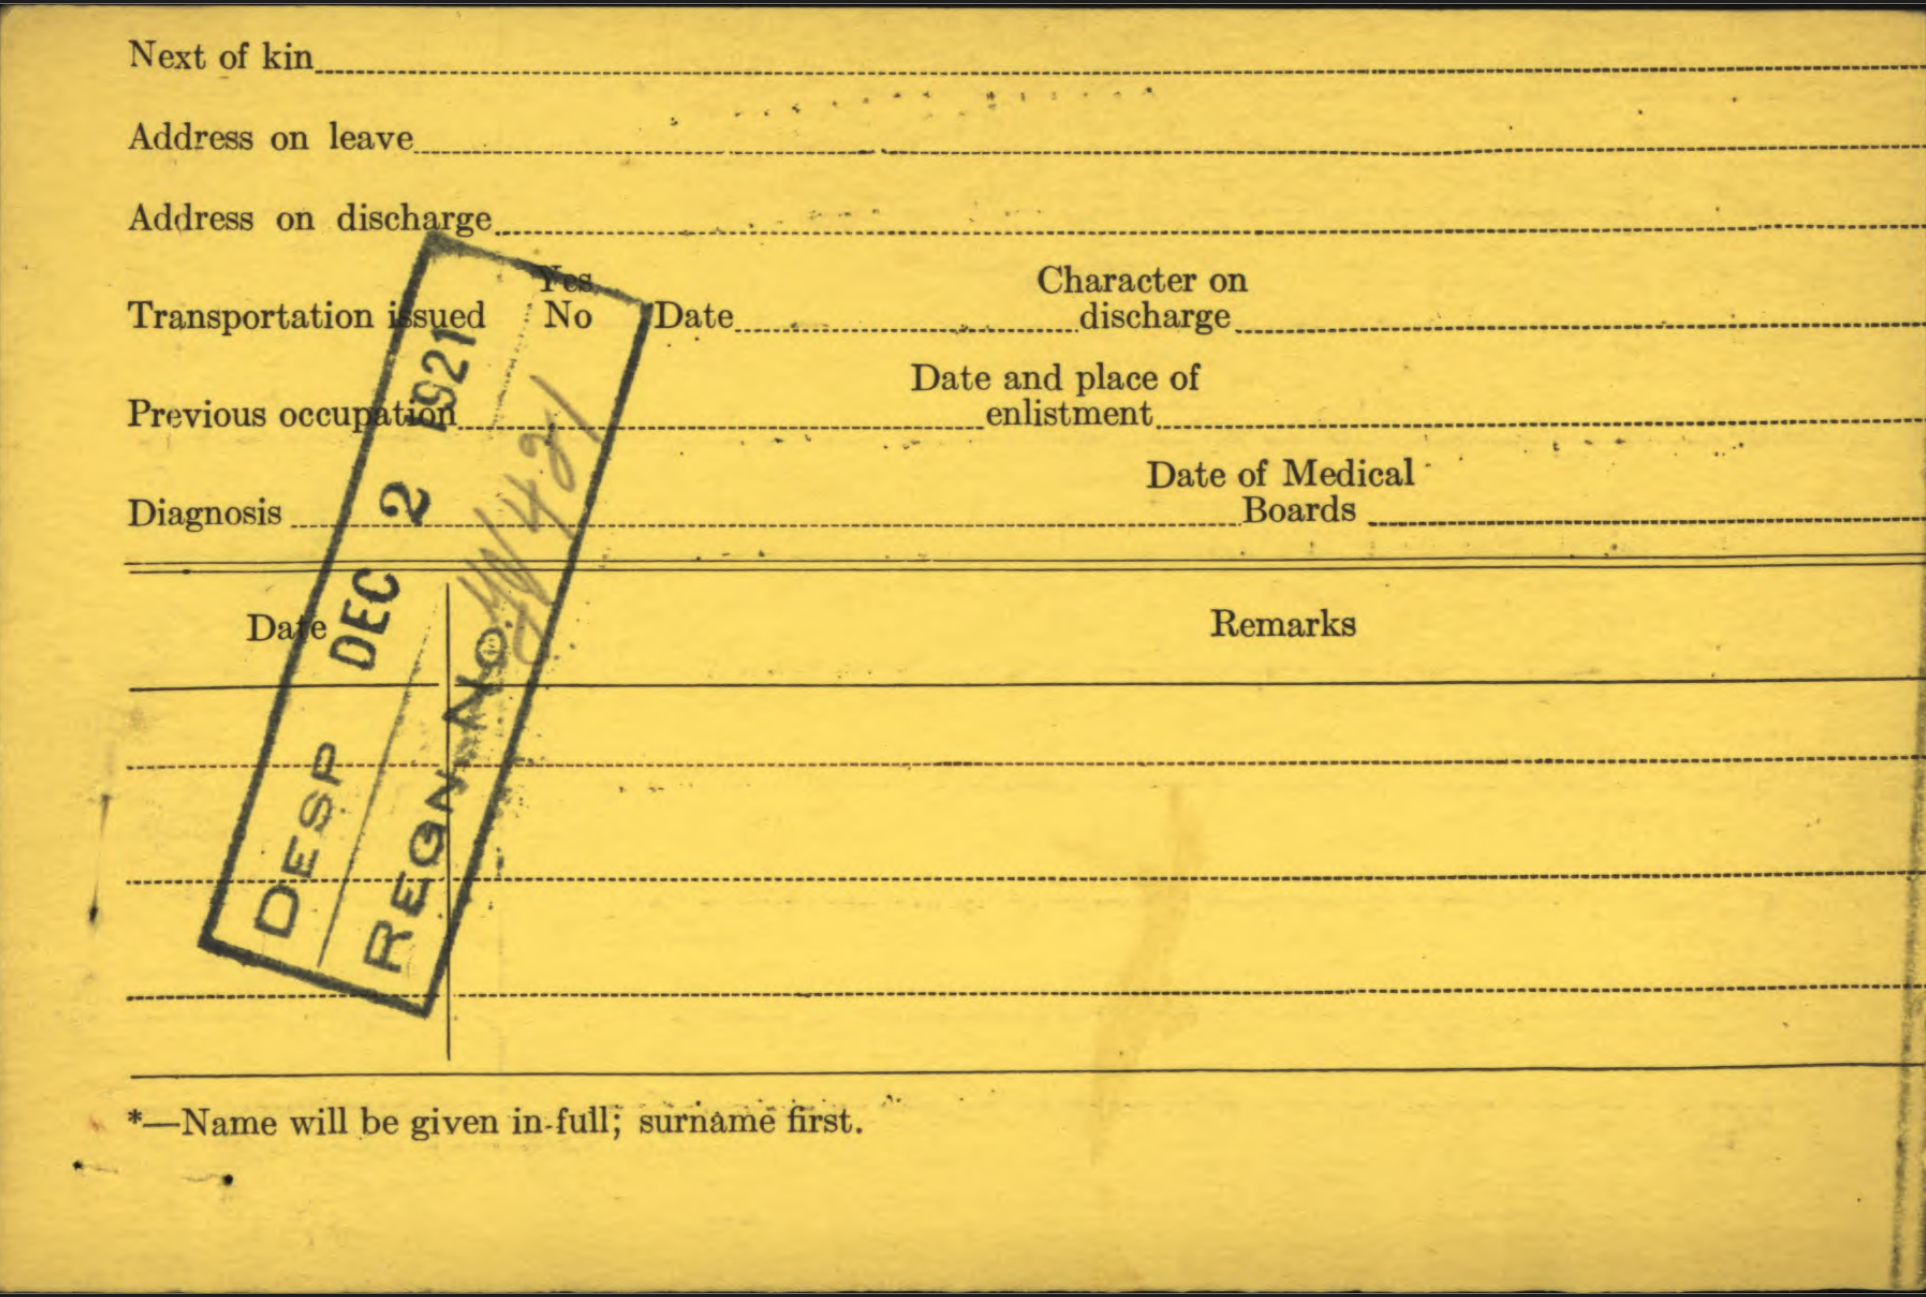 Next of kin
Address on leave
Address on discharge
Transportation issued Yes No Date Character on discharge
Previous occupation Date and place of enlistment
Diagnosis Date of Medical Boards
Date Remarks
DESP DEC 2 1921
REGN No.
*—Name will be given in full; surname first.